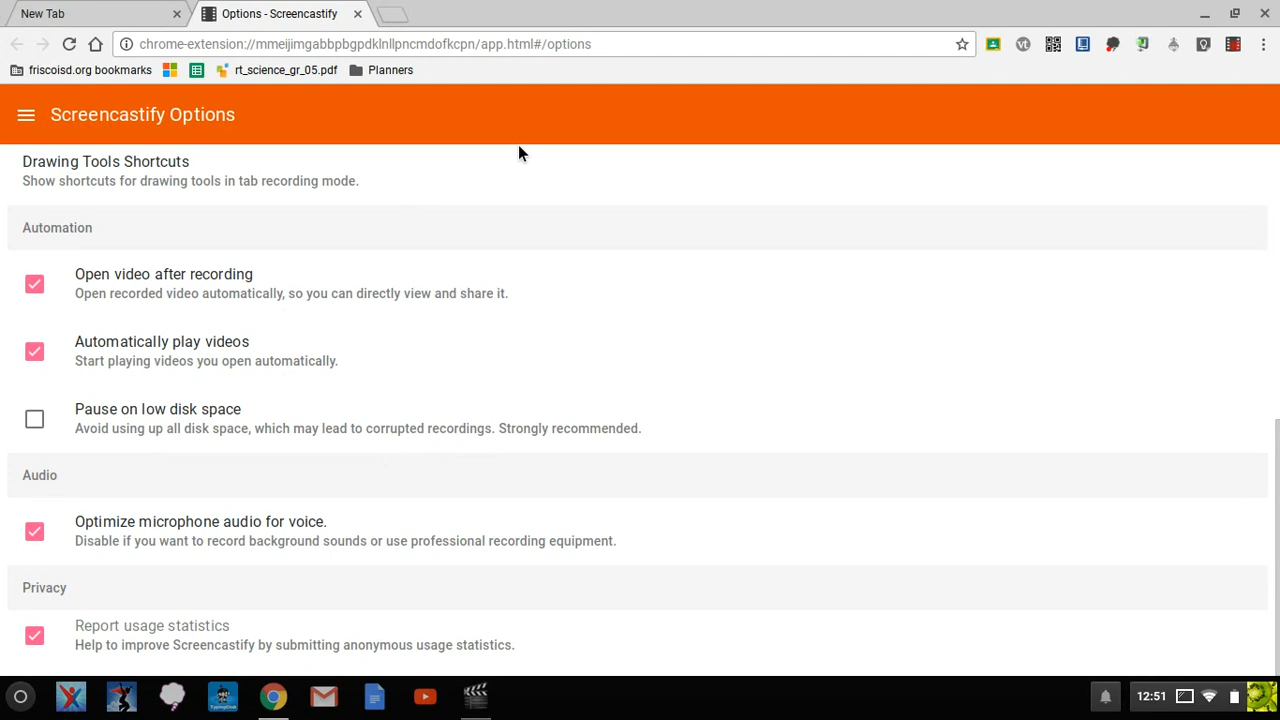 New Tab
Options - Screencastify
chrome-extension://mmeijimgabbpbgpdklnllpncmdofkcpn/app.html#/options
friscoisd.org bookmarks
rt_science_gr_05.pdf
Planners
Screencastify Options
Drawing Tools Shortcuts
Show shortcuts for drawing tools in tab recording mode.
Automation
Open video after recording
Open recorded video automatically, so you can directly view and share it.
Automatically play videos
Start playing videos you open automatically.
Pause on low disk space
Avoid using up all disk space, which may lead to corrupted recordings. Strongly recommended.
Audio
Optimize microphone audio for voice.
Disable if you want to record background sounds or use professional recording equipment.
Privacy
Report usage statistics
Help to improve Screencastify by submitting anonymous usage statistics.
12:51